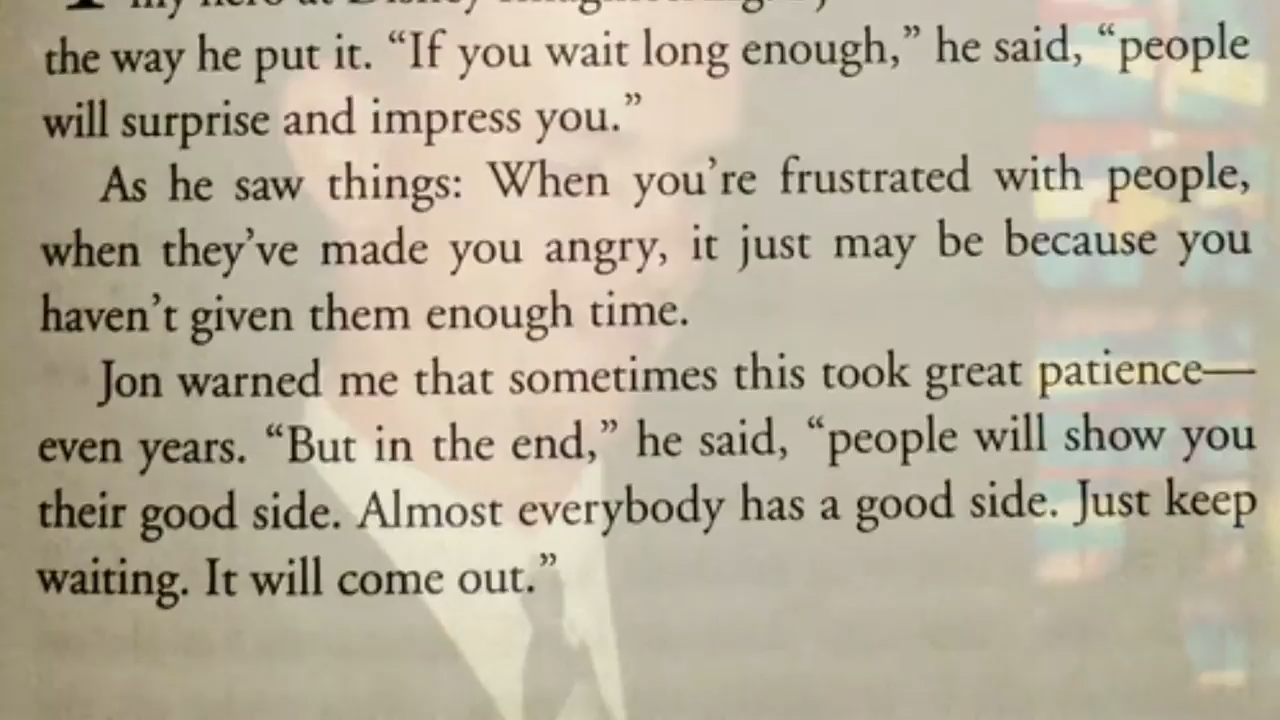 my hero at Disney
the way he put it. “If you wait long enough,” he said, “people
will surprise and impress you.”
As he saw things: When you’re frustrated with people,
when they’ve made you angry, it just may be because you
haven’t given them enough time.
Jon warned me that sometimes this took great patience—
even years. “But in the end,” he said, “people will show you
their good side. Almost everybody has a good side. Just keep
waiting. It will come out.”